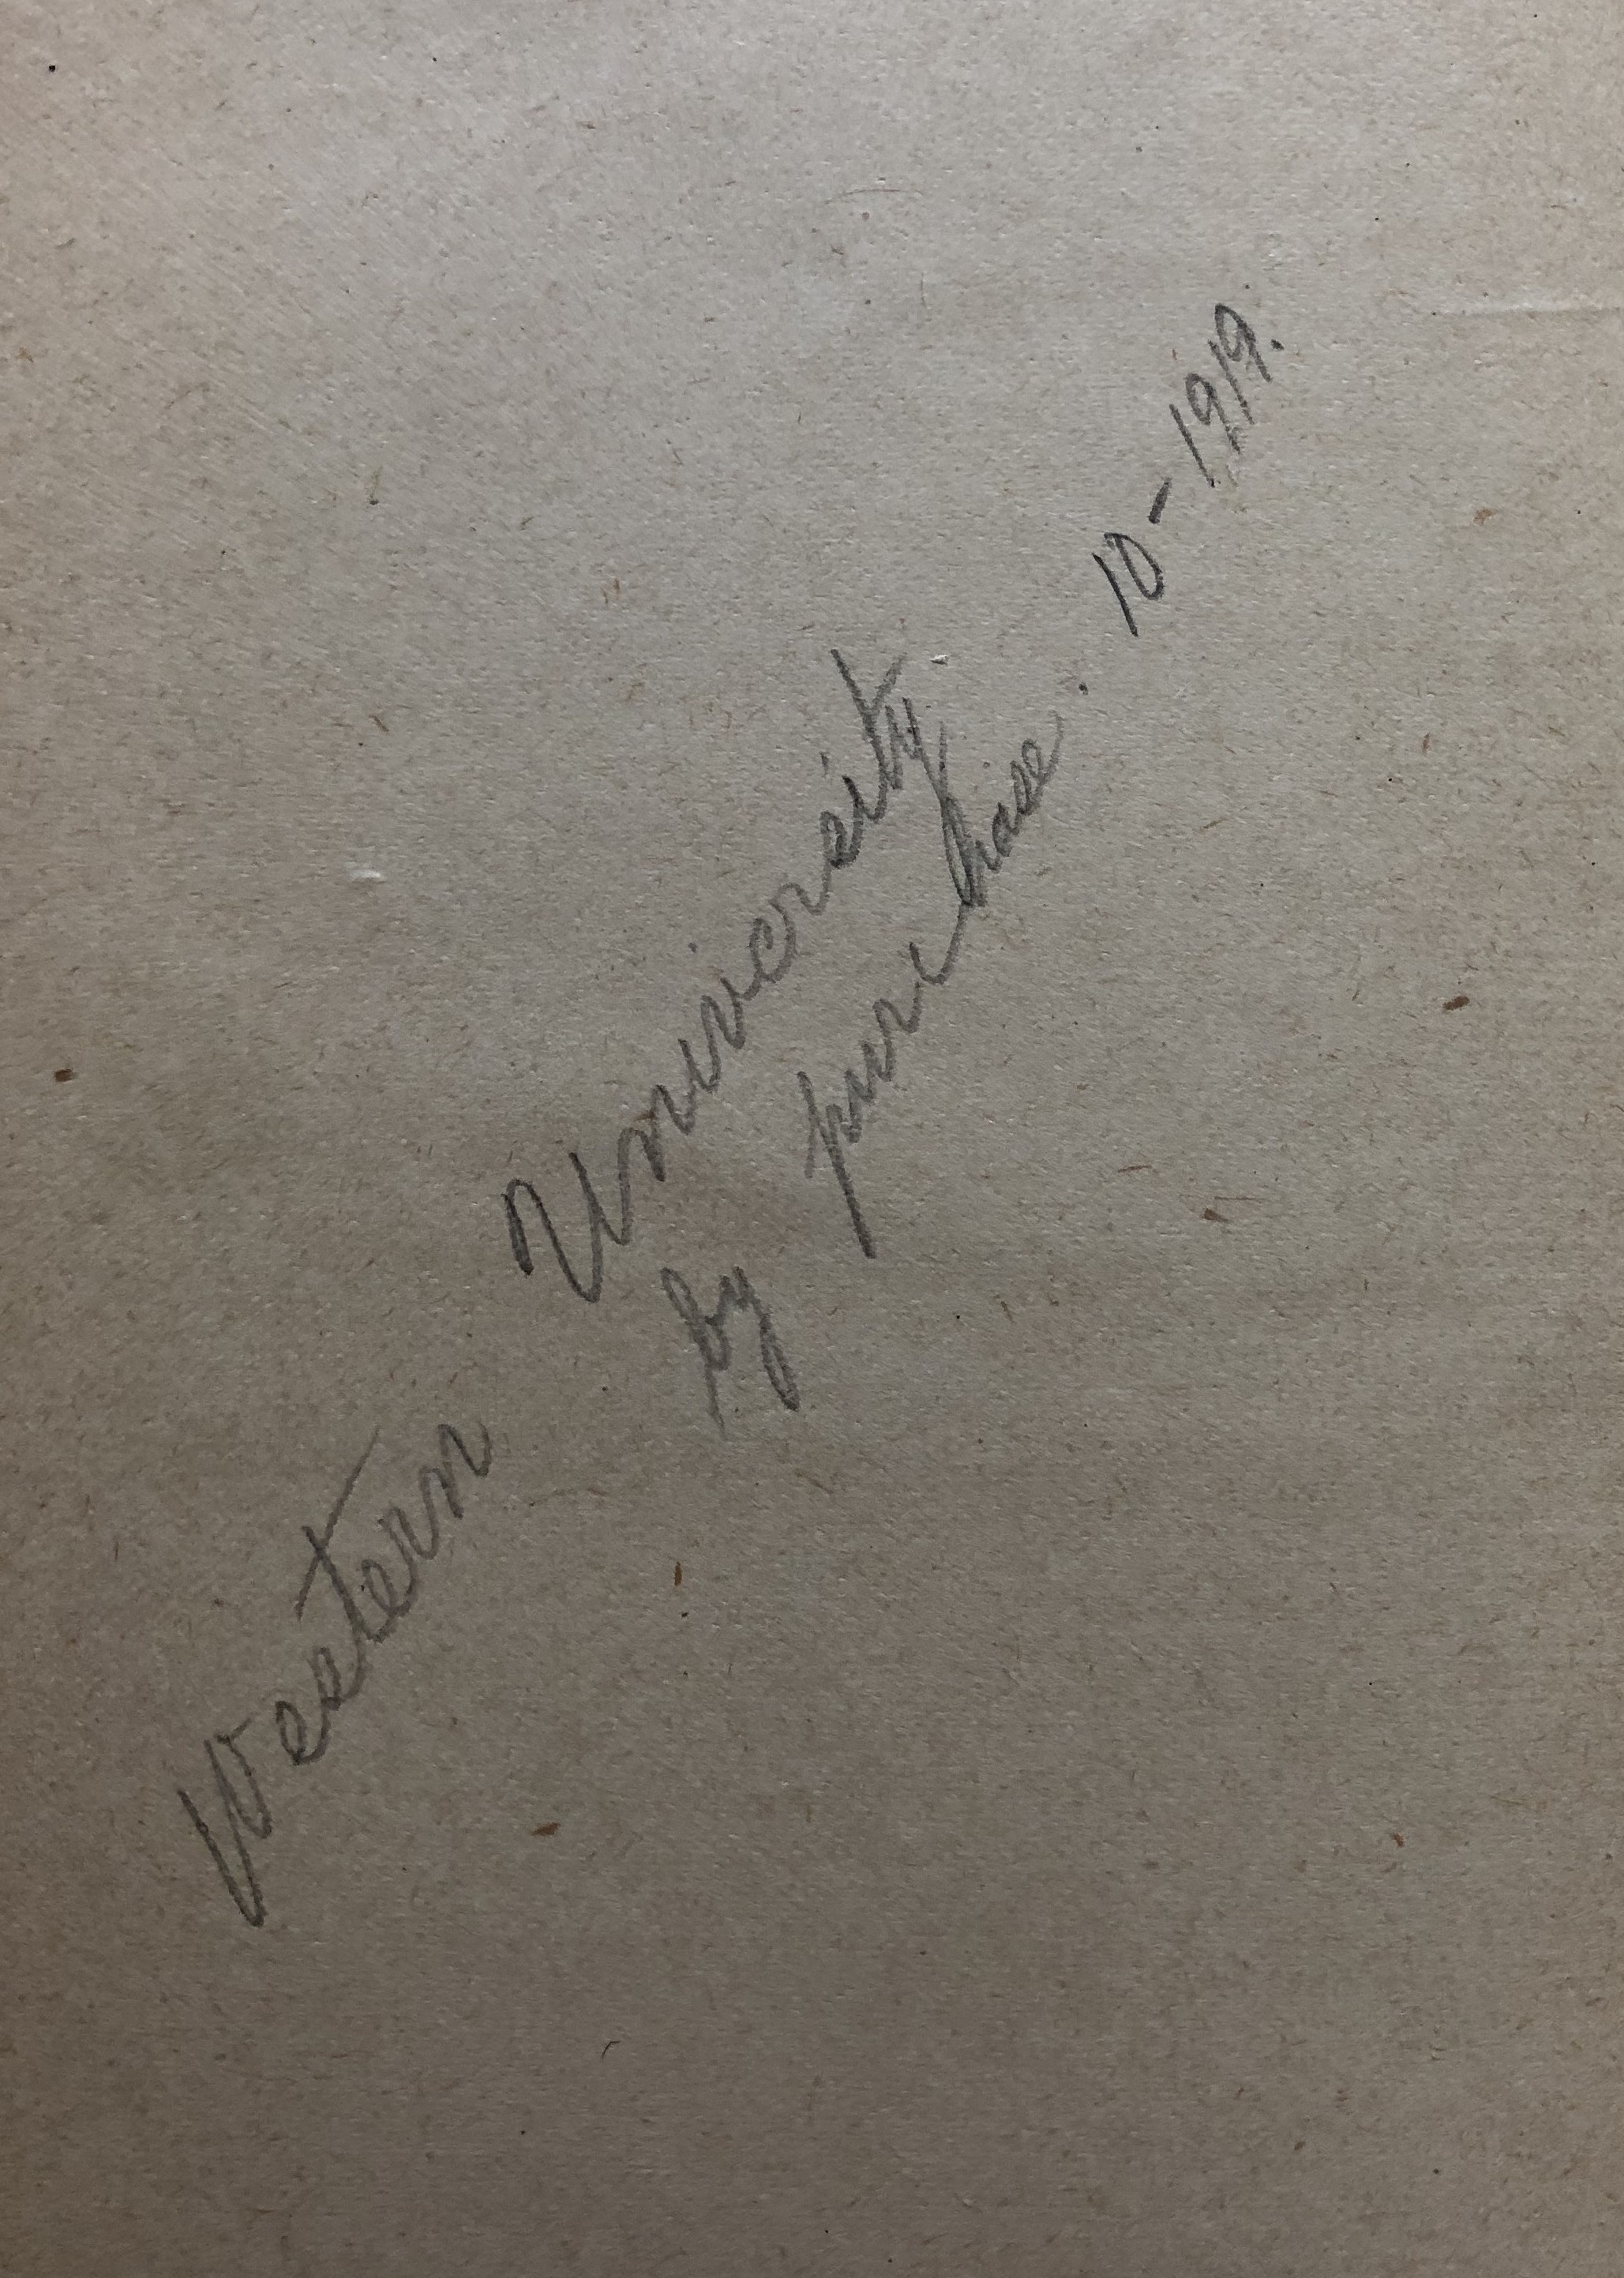 Western University
by purchase. 10-1919.